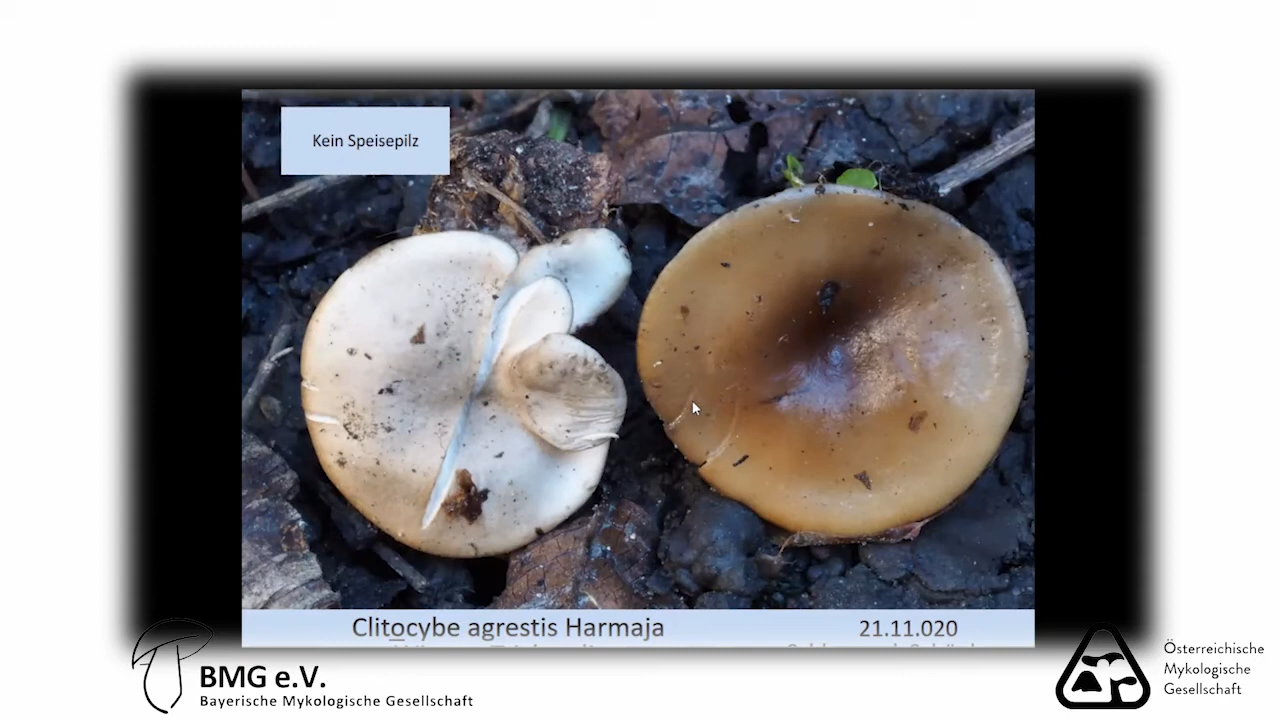 Kein Speisepilz
Clitocybe agrestis Harmaja
21.11.020
BMG e.V.
Bayerische Mykologische Gesellschaft
Österreichische
Mykologische
Gesellschaft